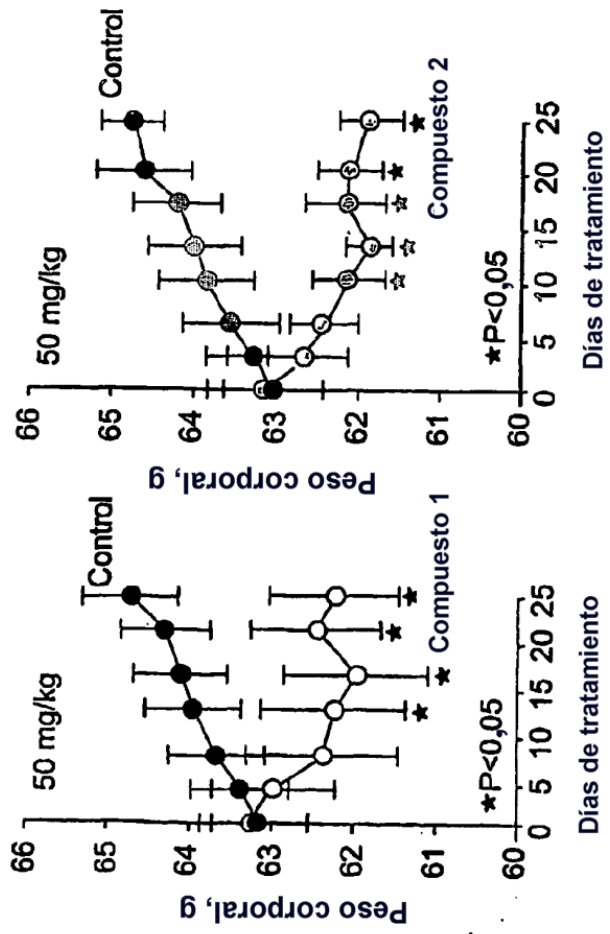 50 mg/kg
Control
Peso corporal, g
66
65
64
63
62
61
60
★P<0,05
Compuesto 1
0 5 10 15 20 25
Días de tratamiento
50 mg/kg
Control
Peso corporal, g
66
65
64
63
62
61
60
★P<0,05
Compuesto 2
0 5 10 15 20 25
Días de tratamiento